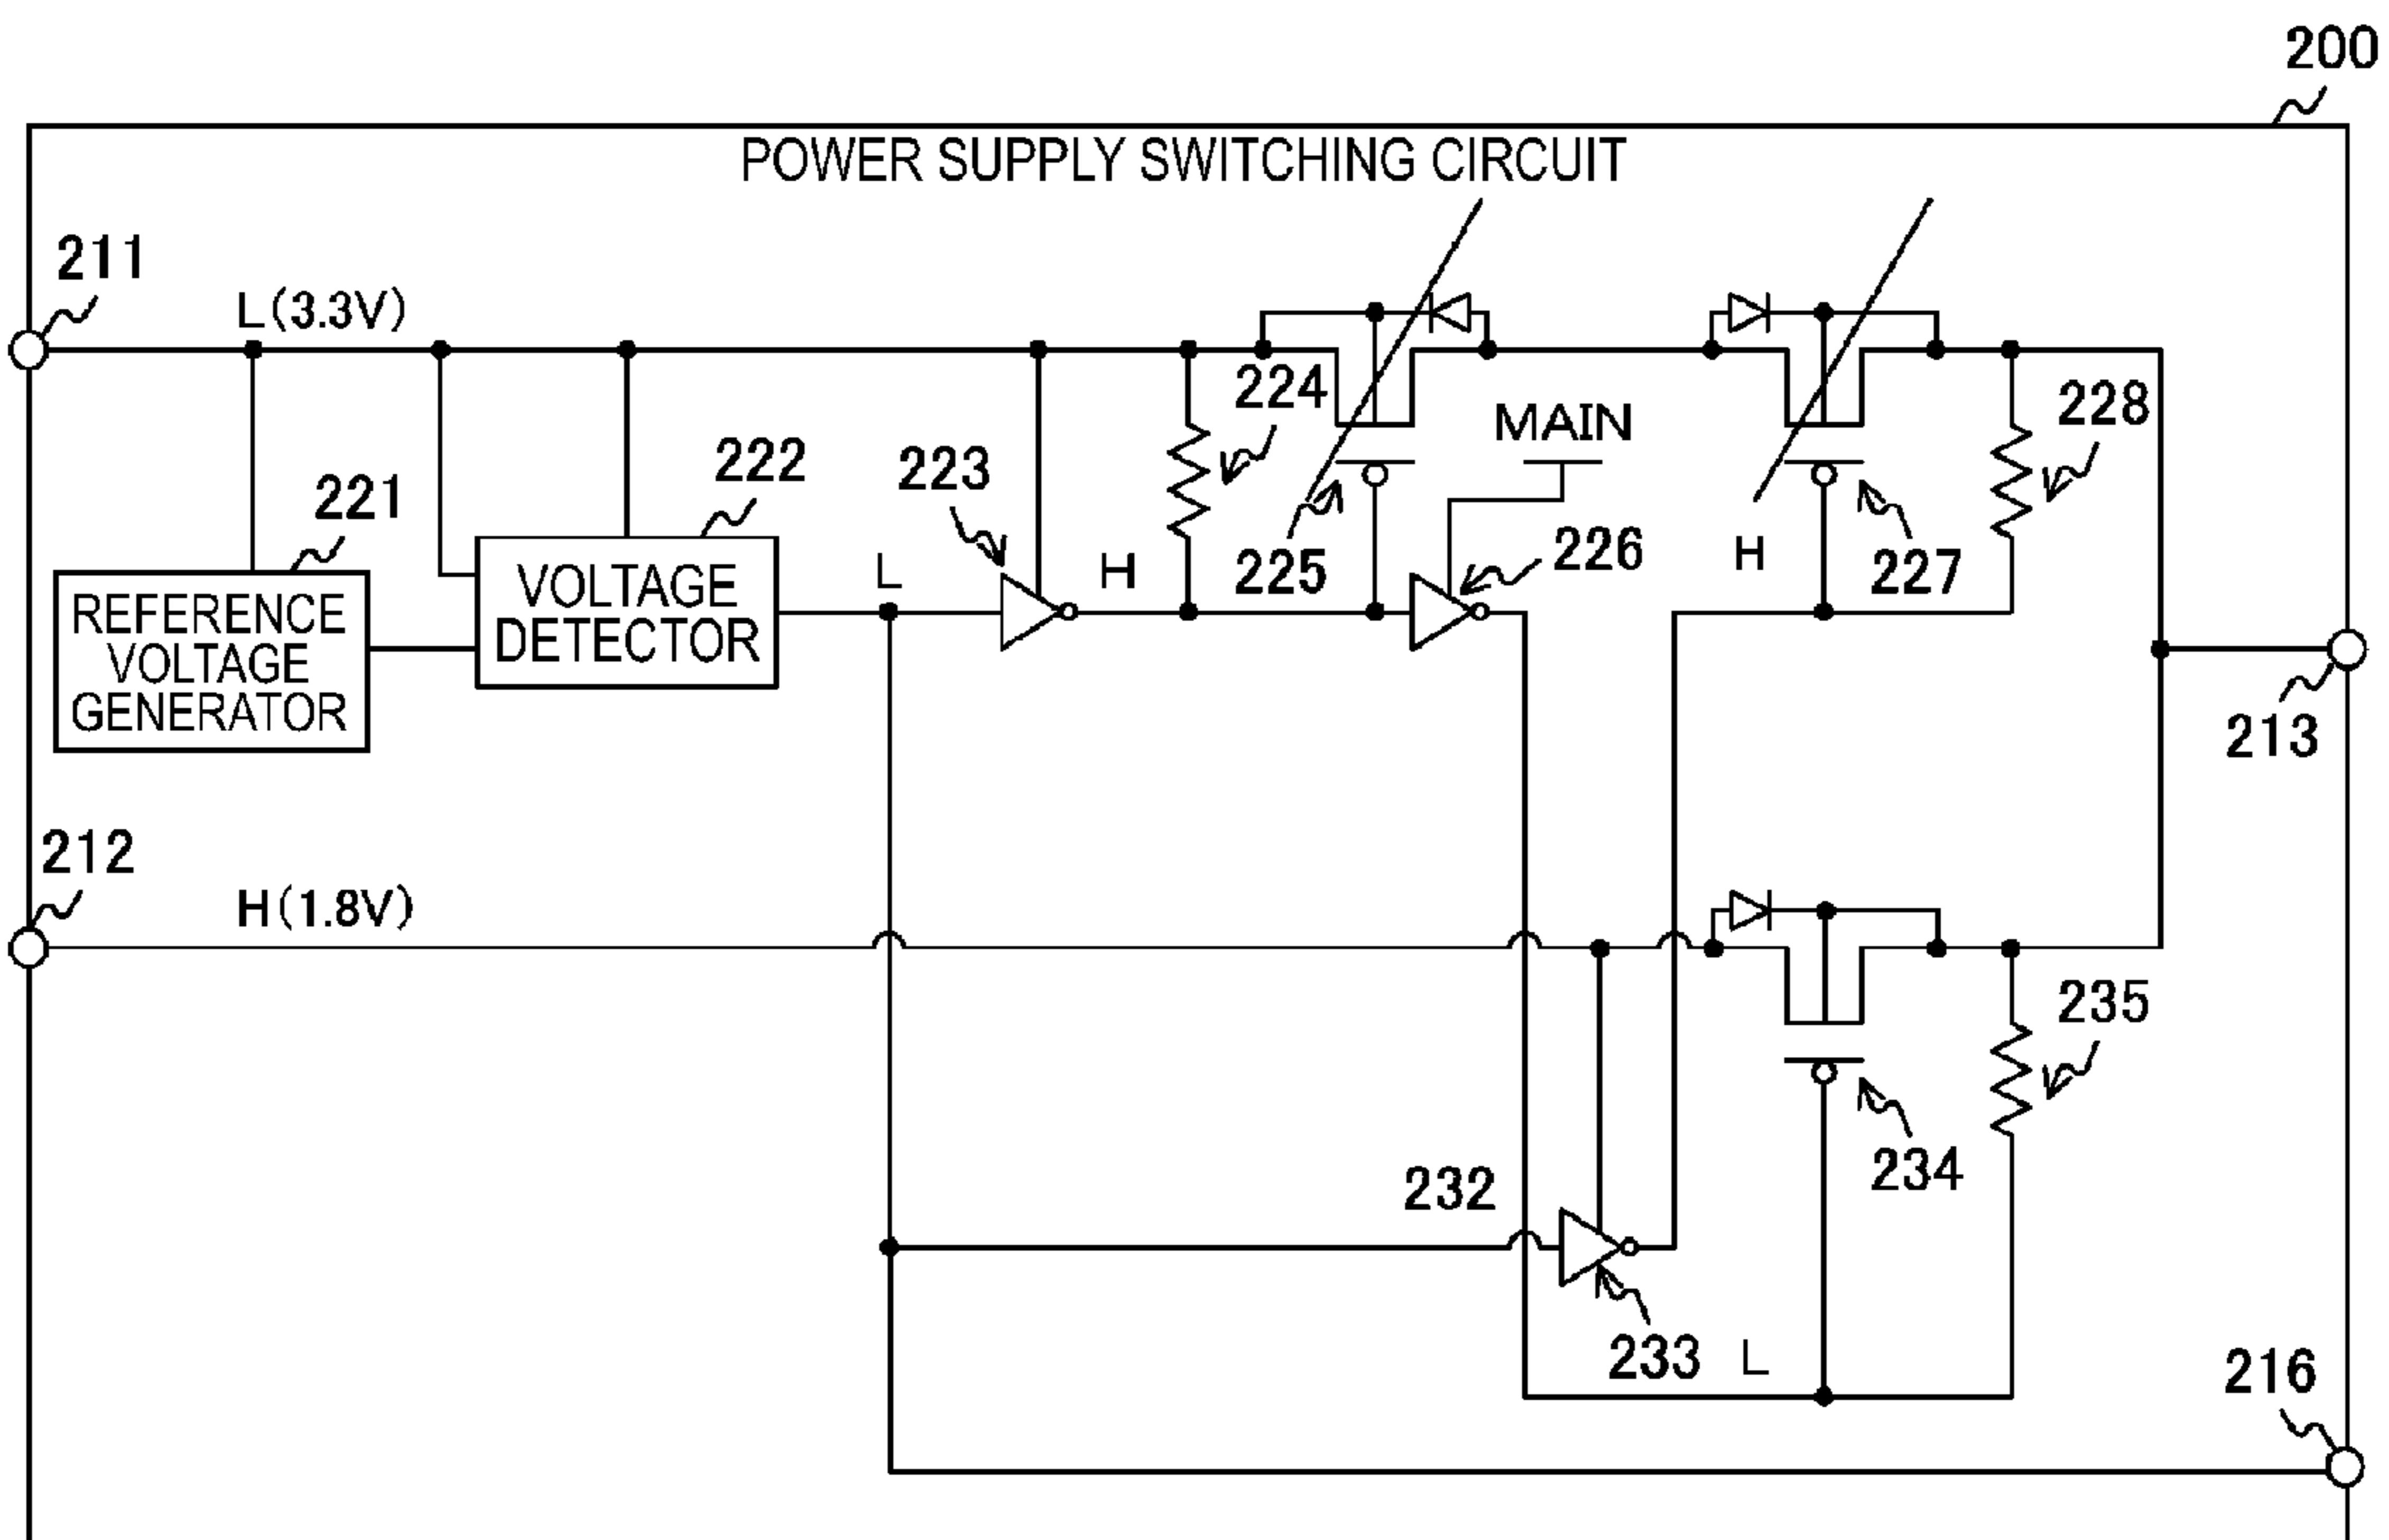 200
POWER SUPPLY SWITCHING CIRCUIT
211
L(3.3V)
224
228
MAIN
222
223
221
225
226
H
227
L
H
REFERENCE
VOLTAGE
GENERATOR
VOLTAGE
DETECTOR
213
212
H(1.8V)
235
234
232
233
L
216